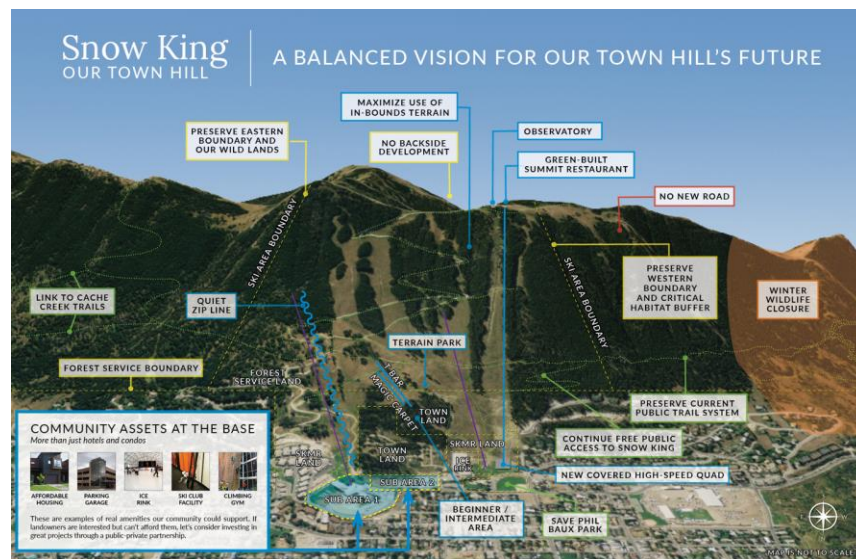 Snow King
OUR TOWN HILL
A BALANCED VISION FOR OUR TOWN HILL'S FUTURE
MAXIMIZE USE OF
IN-BOUNDS TERRAIN
PRESERVE EASTERN
BOUNDARY AND
OUR WILD LANDS
NO BACKSIDE
DEVELOPMENT
OBSERVATORY
GREEN-BUILT
SUMMIT RESTAURANT
NO NEW ROAD
SKI AREA BOUNDARY
SKI AREA BOUNDARY
PRESERVE
WESTERN
BOUNDARY
AND CRITICAL
HABITAT BUFFER
WINTER
WILDLIFE
CLOSURE
LINK TO CACHE
CREEK TRAILS
QUIET
ZIP LINE
TERRAIN PARK
FOREST SERVICE BOUNDARY
FOREST
SERVICE LAND
T-BAR
MAGIC CARPET
TOWN
LAND
PRESERVE CURRENT
PUBLIC TRAIL SYSTEM
CONTINUE FREE PUBLIC
ACCESS TO SNOW KING
SKMR
LAND
TOWN
LAND
SKMR LAND
ICE
RINK
NEW COVERED HIGH-SPEED QUAD
SUB AREA 2
SUB AREA 1
BEGINNER /
INTERMEDIATE
AREA
SAVE PHIL
BAUX PARK
COMMUNITY ASSETS AT THE BASE
More than just hotels and condos
AFFORDABLE
HOUSING
PARKING
GARAGE
ICE
RINK
SKI CLUB
FACILITY
CLIMBING
GYM
These are examples of real amenities our community could support. If
landowners are interested but can't afford them, let's consider investing in
great projects through a public-private partnership.
MAP IS NOT TO SCALE